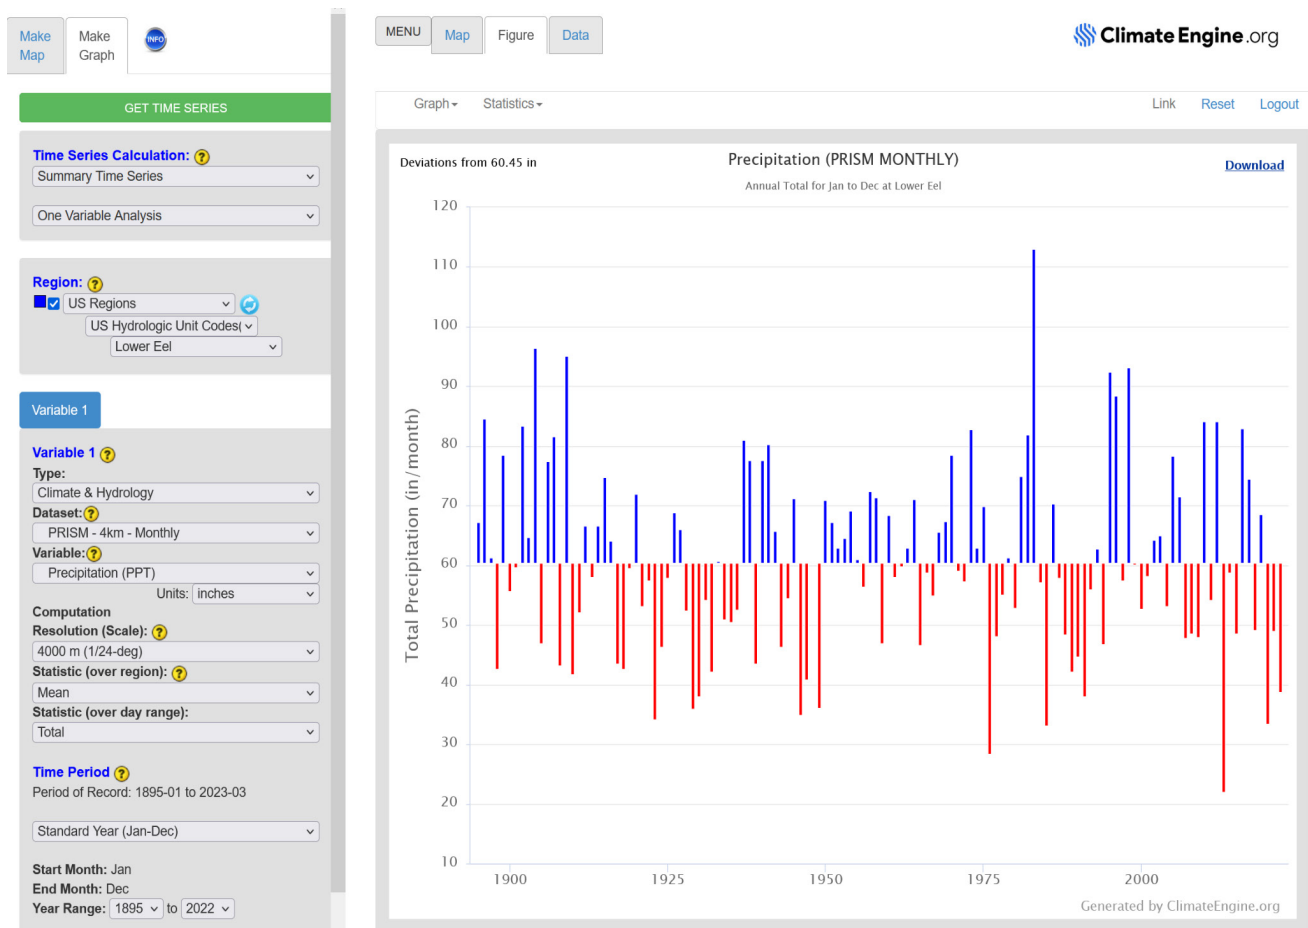 Make Map
Make Graph
INFO
GET TIME SERIES
Time Series Calculation: ?
Summary Time Series
One Variable Analysis
Region: ?
US Regions
US Hydrologic Unit Codes(
Lower Eel
Variable 1
Variable 1 ?
Type:
Climate & Hydrology
Dataset: ?
PRISM - 4km - Monthly
Variable: ?
Precipitation (PPT)
Units: inches
Computation
Resolution (Scale): ?
4000 m (1/24-deg)
Statistic (over region): ?
Mean
Statistic (over day range):
Total
Time Period ?
Period of Record: 1895-01 to 2023-03
Standard Year (Jan-Dec)
Start Month: Jan
End Month: Dec
Year Range: 1895 to 2022
MENU Map Figure Data
Climate Engine.org
Graph Statistics Link Reset Logout
Deviations from 60.45 in
Precipitation (PRISM MONTHLY)
Download
Annual Total for Jan to Dec at Lower Eel
Total Precipitation (in/month)
120
110
100
90
80
70
60
50
40
30
20
10
1900 1925 1950 1975 2000
Generated by ClimateEngine.org